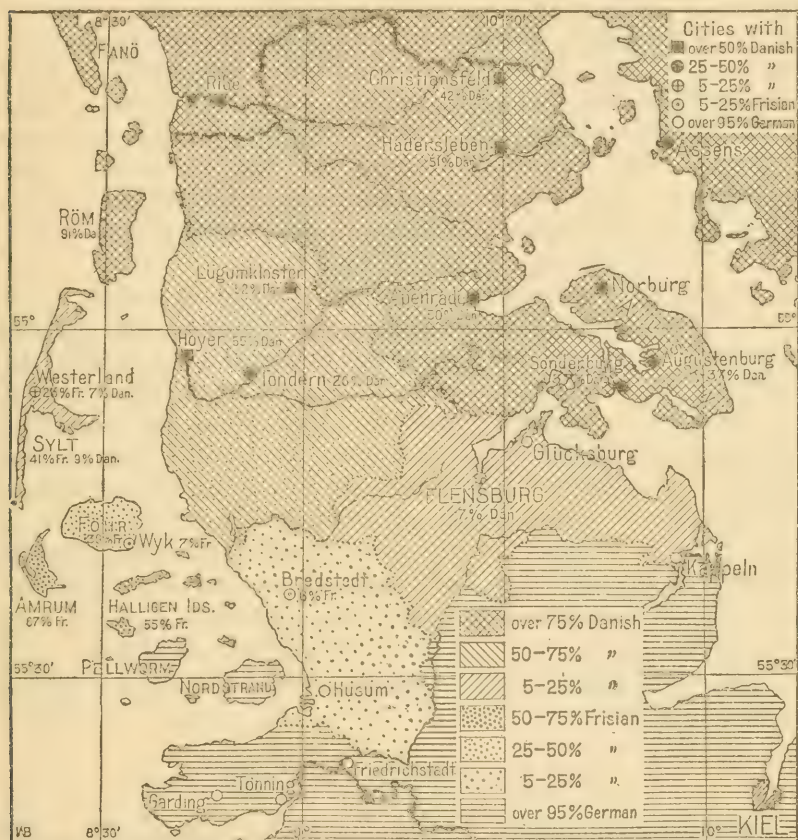 8°30'
10°30'
Cities with
over 50% Danish
25-50% "
5-25% "
5-25% Frisian
over 95% German
FANÖ
Ribe
Christiansfeld
42% Dan.
Hadersleben
51% Dan.
Assens
RÖM
91% Da
Lügumkloster
Apenrade
Norburg
55°
55°
Hoyer 55% Dan.
Tondern 26% Dan.
Sonderburg
Augustenburg
37% Dan.
Westerland
7% Dan.
SYLT
41% Fr. 9% Dan.
Glücksburg
FLENSBURG
7% Dan
FÖHR
Wyk 7% Fr
Kappeln
Bredstedt
6% Fr.
AMRUM
67% Fr.
HALLIGEN IDS.
55% Fr.
over 75% Danish
50-75% "
5-25% "
50-75% Frisian
25-50% "
5-25% "
over 95% German
PELLWORM
55°30'
55°30'
NORDSTRAND
Husum
Friedrichstadt
Tönning
Garding
8°30'
10°
KIEL